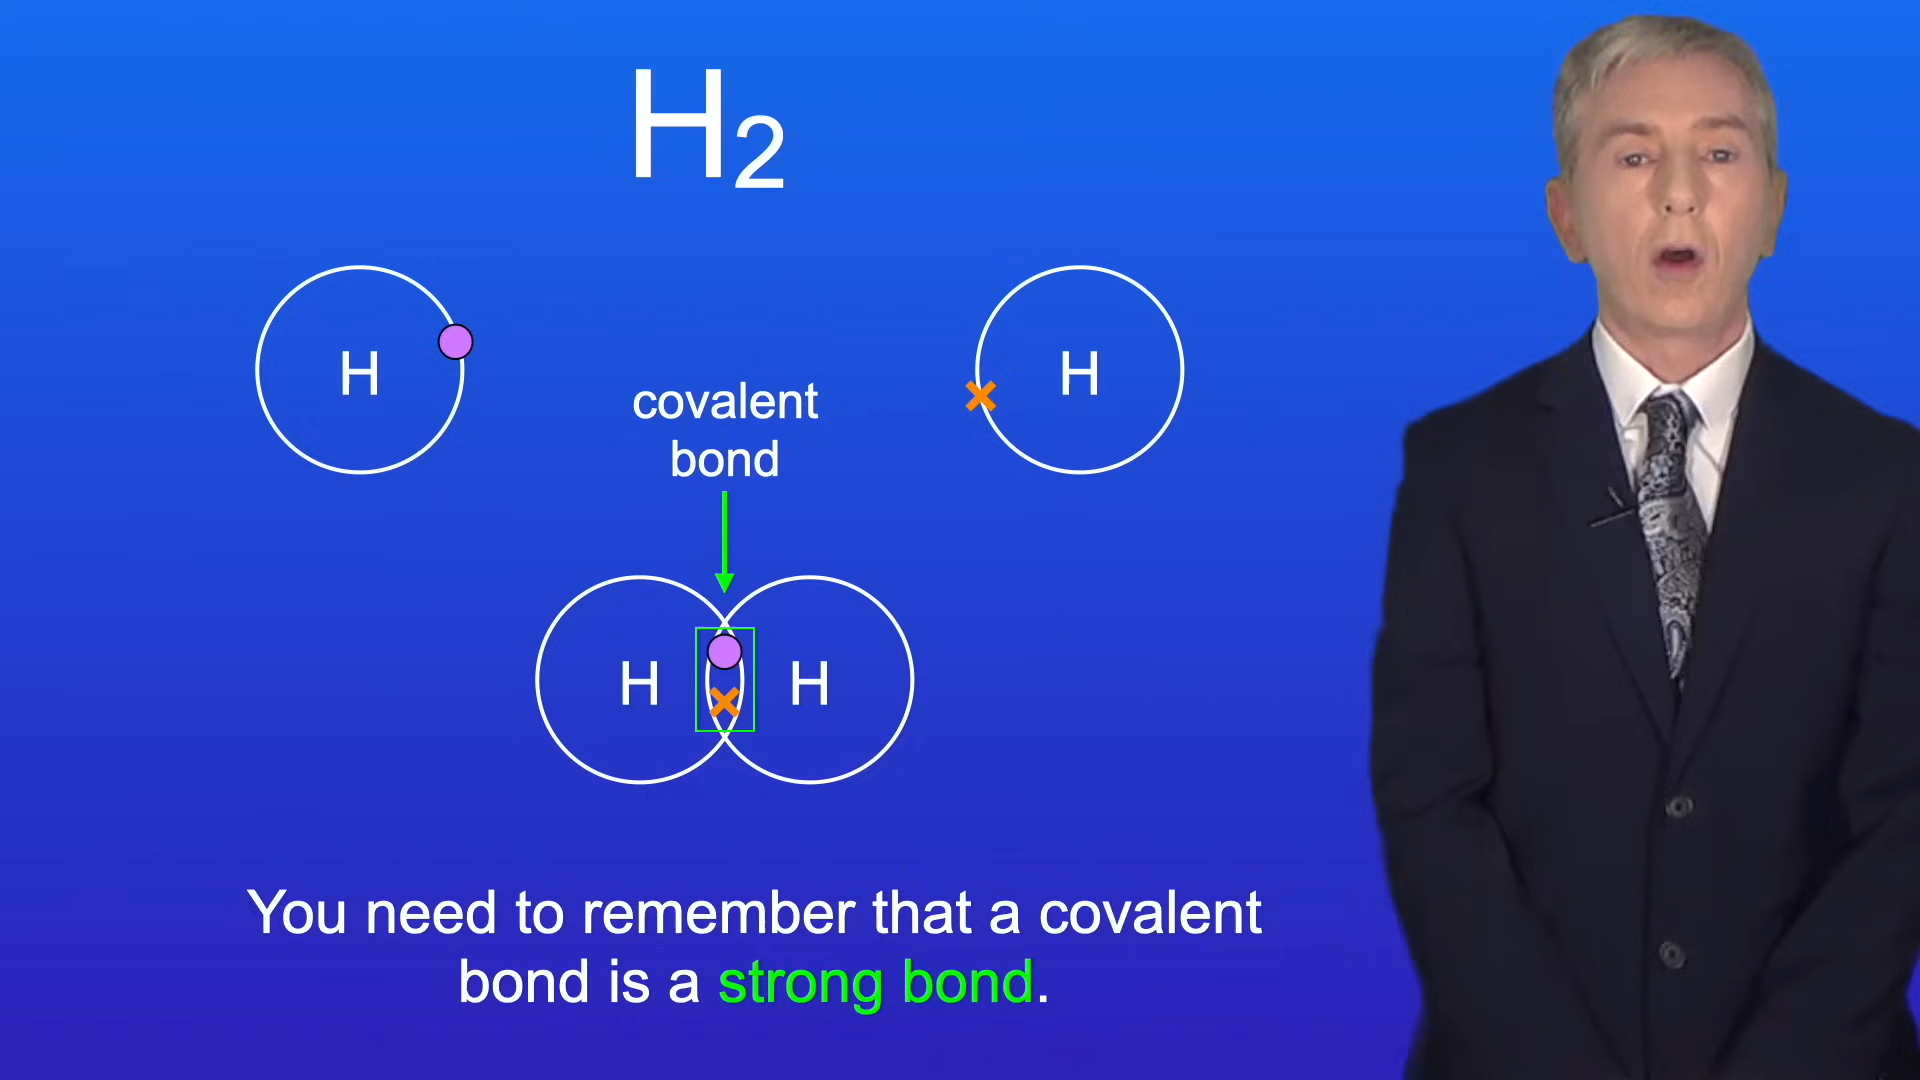 H₂
H
H
covalent
bond
H
H
You need to remember that a covalent
bond is a strong bond.